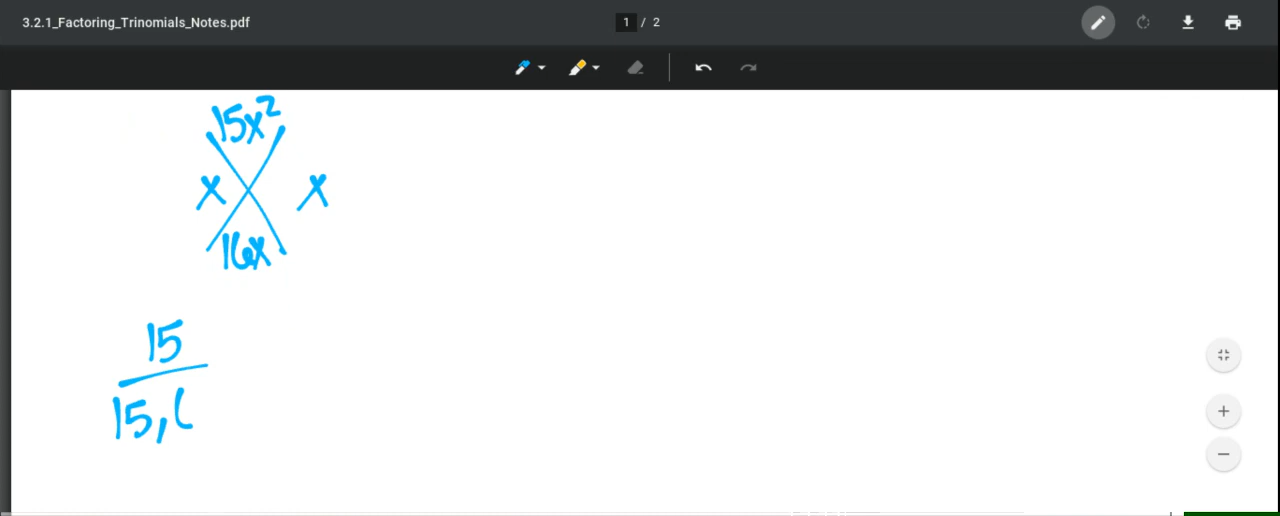 3.2.1_Factoring_Trinomials_Notes.pdf
1 / 2
15x²
x x
16x
15
15, (